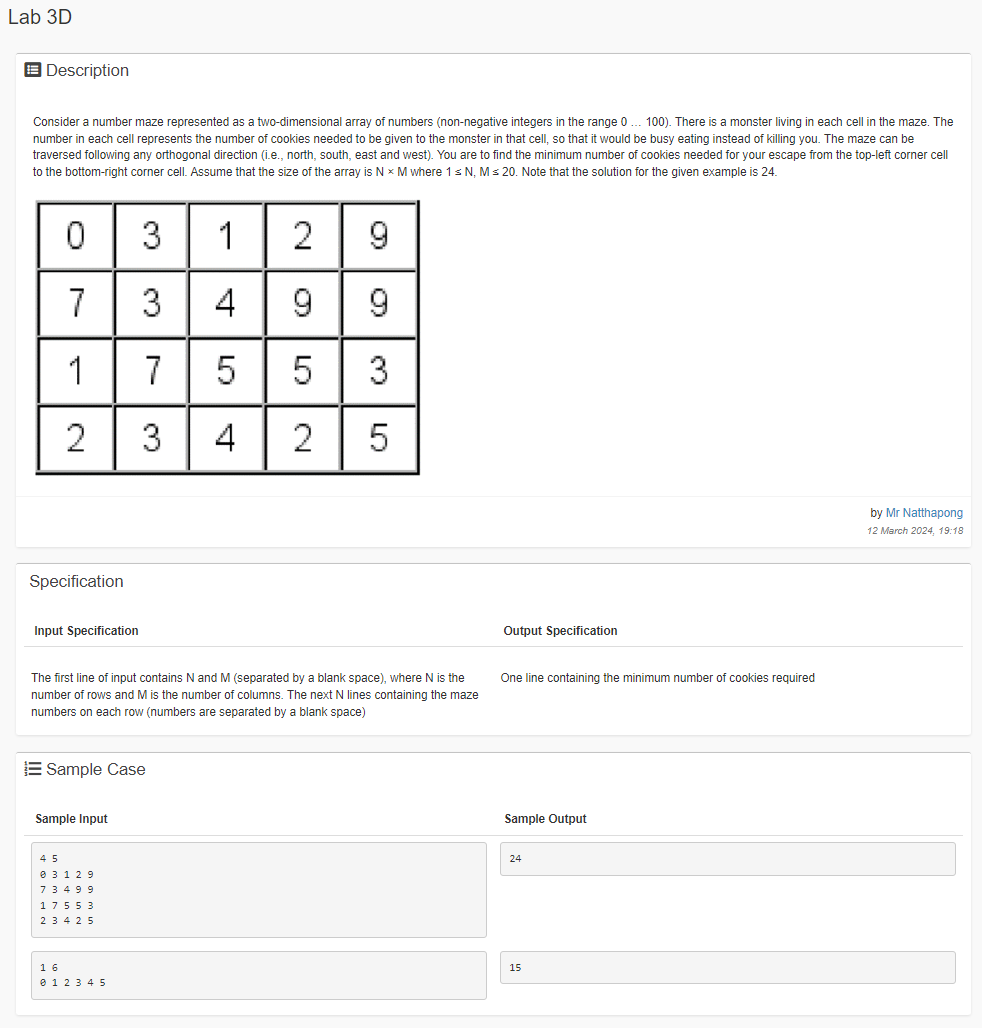 Lab 3D
Description
Consider a number maze represented as a two-dimensional array of numbers (non-negative integers in the range 0 ... 100). There is a monster living in each cell in the maze. The
number in each cell represents the number of cookies needed to be given to the monster in that cell, so that it would be busy eating instead of killing you. The maze can be
traversed following any orthogonal direction (i.e., north, south, east and west). You are to find the minimum number of cookies needed for your escape from the top-left corner cell
to the bottom-right corner cell. Assume that the size of the array is N × M where 1 ≤ N, M ≤ 20. Note that the solution for the given example is 24.
0 3 1 2 9
7 3 4 9 9
1 7 5 5 3
2 3 4 2 5
by Mr Natthapong
12 March 2024, 19:18
Specification
Input Specification
Output Specification
The first line of input contains N and M (separated by a blank space), where N is the
number of rows and M is the number of columns. The next N lines containing the maze
numbers on each row (numbers are separated by a blank space)
One line containing the minimum number of cookies required
Sample Case
Sample Input
Sample Output
4 5
0 3 1 2 9
7 3 4 9 9
1 7 5 5 3
2 3 4 2 5
24
1 6
0 1 2 3 4 5
15